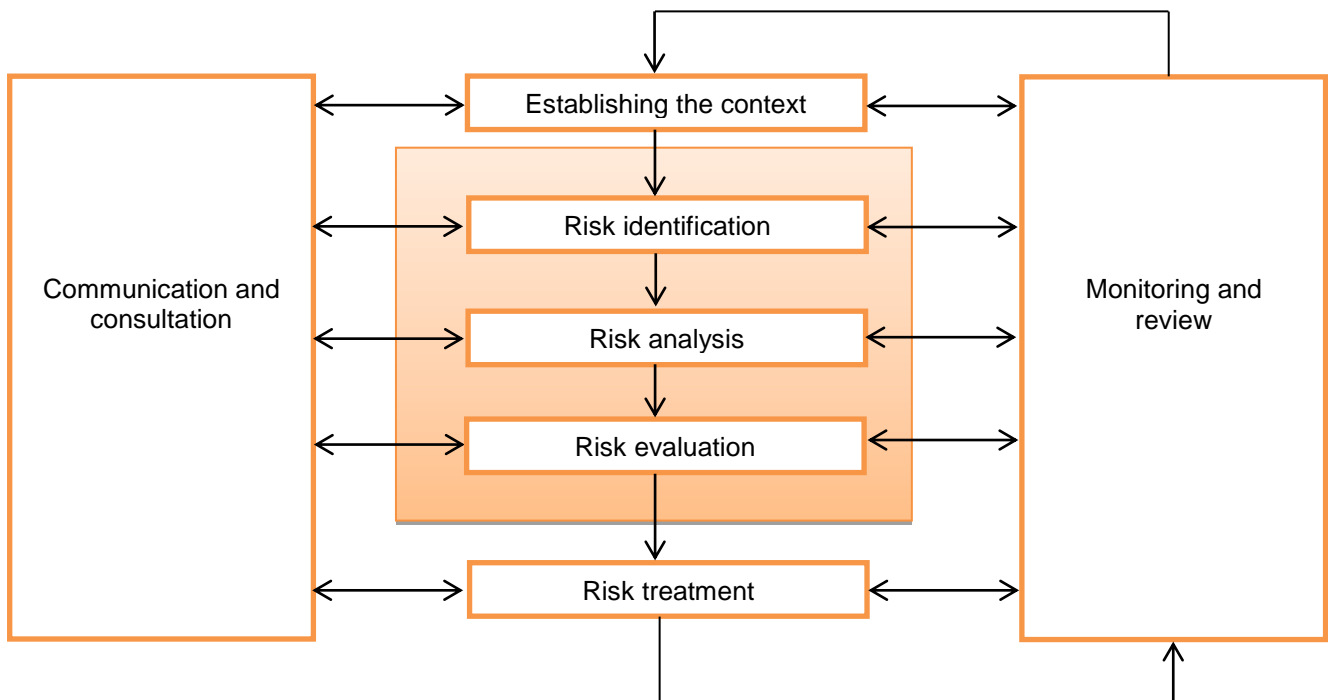 Establishing the context
Risk identification
Communication and
consultation
Monitoring and
review
Risk analysis
Risk evaluation
Risk treatment